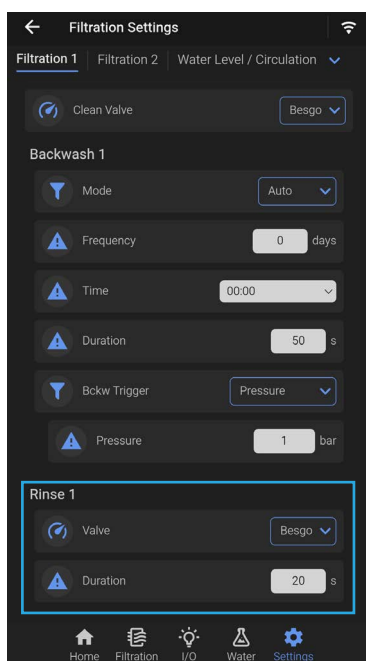 Filtration Settings
Filtration 1 Filtration 2 Water Level / Circulation
Clean Valve Besgo
Backwash 1
Mode Auto
Frequency 0 days
Time 00:00
Duration 50 s
Bckw Trigger Pressure
Pressure 1 bar
Rinse 1
Valve Besgo
Duration 20 s
Home Filtration I/O Water Settings